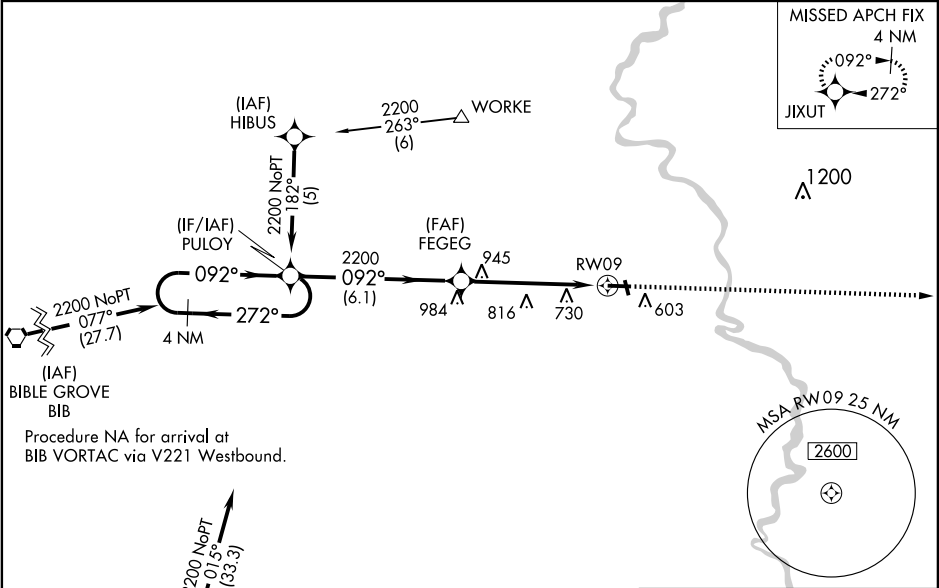 MISSED APCH FIX
4 NM
092°
272°
JIXUT
(IAF)
HIBUS
2200
263°
(6)
WORKE
1200
2200 NoPT
182°
(5)
(IF/IAF)
PULOY
(FAF)
FEGEG
945
RW09
092°
2200
092°
(6.1)
2200 NoPT
077°
(27.7)
272°
4 NM
984
816
730
603
(IAF)
BIBLE GROVE
BIB
Procedure NA for arrival at
BIB VORTAC via V221 Westbound.
MSA RW09 25 NM
2600
2200 NoPT
015°
(33.3)